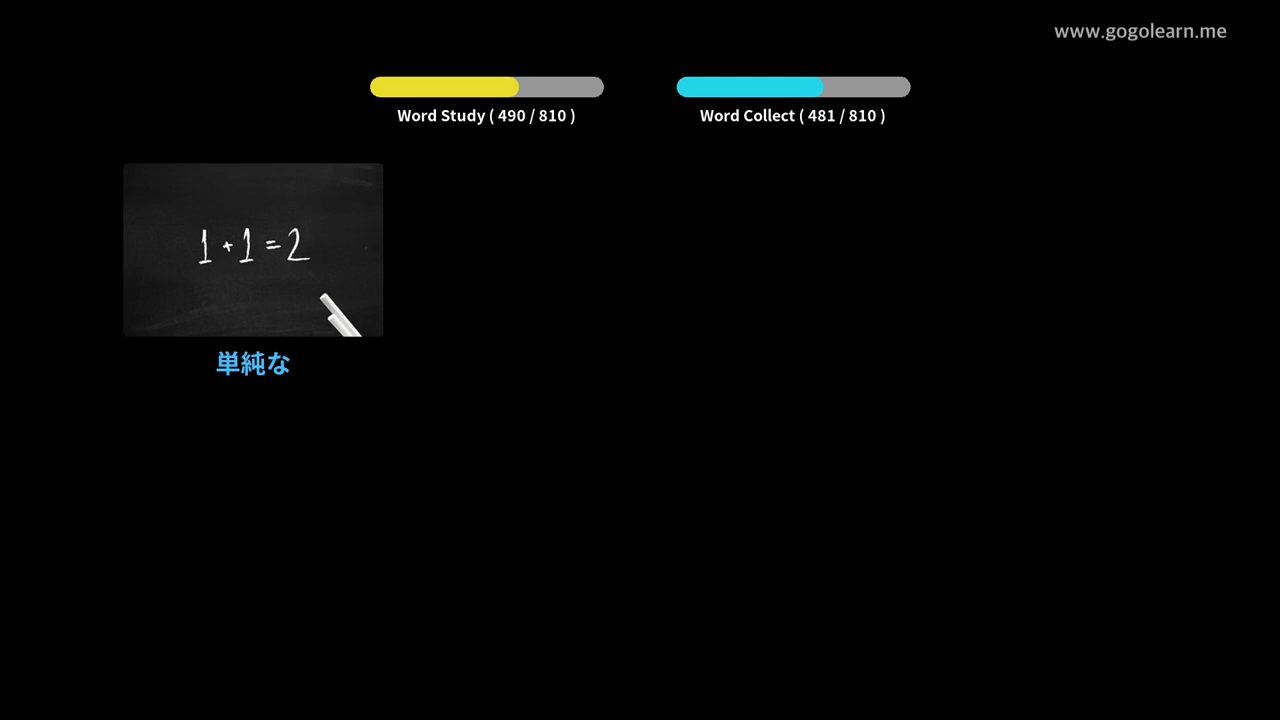 www.gogolearn.me
Word Study ( 490 / 810 )
Word Collect ( 481 / 810 )
1 + 1 = 2
単純な